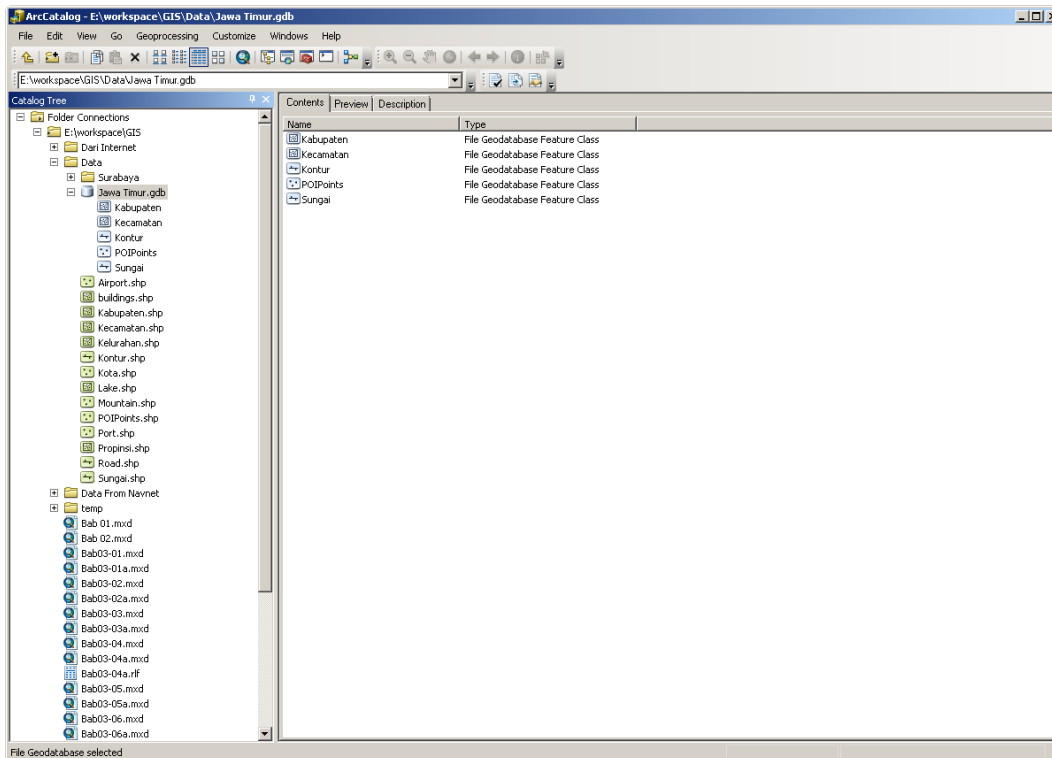 ArcCatalog - E:\workspace\GIS\Data\Jawa Timur.gdb
File Edit View Go Geoprocessing Customize Windows Help
E:\workspace\GIS\Data\Jawa Timur.gdb
Catalog Tree
Folder Connections
E:\workspace\GIS
Dari Internet
Data
Surabaya
Jawa Timur.gdb
Kabupaten
Kecamatan
Kontur
POIPoints
Sungai
Airport.shp
buildings.shp
Kabupaten.shp
Kecamatan.shp
Kelurahan.shp
Kontur.shp
Kota.shp
Lake.shp
Mountain.shp
POIPoints.shp
Port.shp
Propinsi.shp
Road.shp
Sungai.shp
Data From Navnet
temp
Bab 01.mxd
Bab 02.mxd
Bab03-01.mxd
Bab03-01a.mxd
Bab03-02.mxd
Bab03-02a.mxd
Bab03-03.mxd
Bab03-03a.mxd
Bab03-04.mxd
Bab03-04a.mxd
Bab03-04a.rlf
Bab03-05.mxd
Bab03-05a.mxd
Bab03-06.mxd
Bab03-06a.mxd
Contents Preview Description
Name Type
Kabupaten File Geodatabase Feature Class
Kecamatan File Geodatabase Feature Class
Kontur File Geodatabase Feature Class
POIPoints File Geodatabase Feature Class
Sungai File Geodatabase Feature Class
File Geodatabase selected